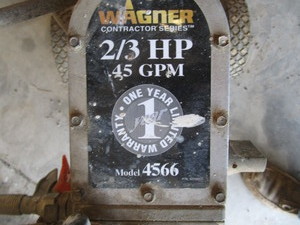 WAGNER
CONTRACTOR SERIES™
2/3 HP
.45 GPM
ONE YEAR LIMITED WARRANTY
1
Model 4566